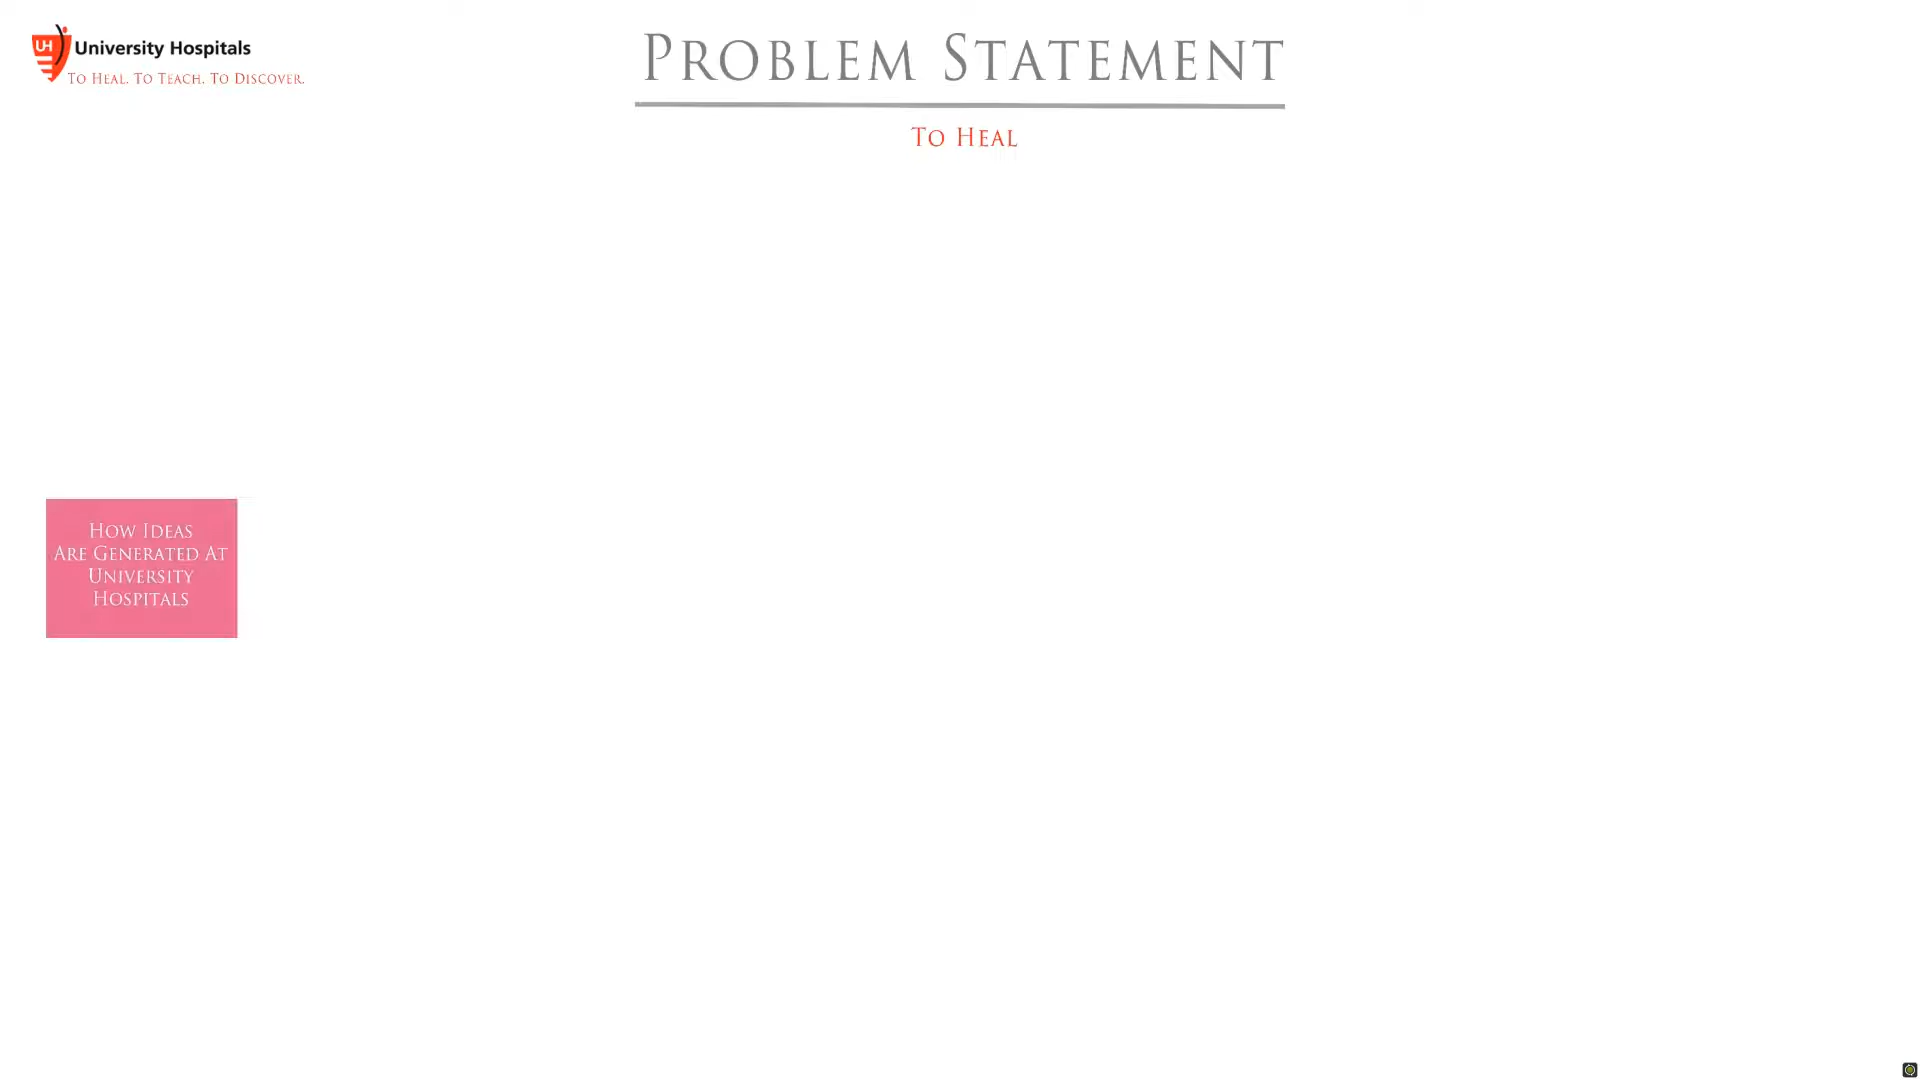 UH University Hospitals
To Heal. To Teach. To Discover.
Problem Statement
To Heal
How Ideas
Are Generated At
University
Hospitals